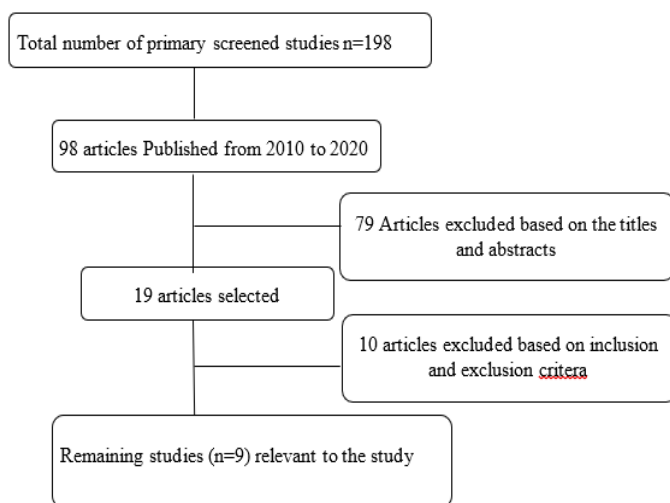 Total number of primary screened studies n=198
98 articles Published from 2010 to 2020
79 Articles excluded based on the titles
and abstracts
19 articles selected
10 articles excluded based on inclusion
and exclusion critera
Remaining studies (n=9) relevant to the study